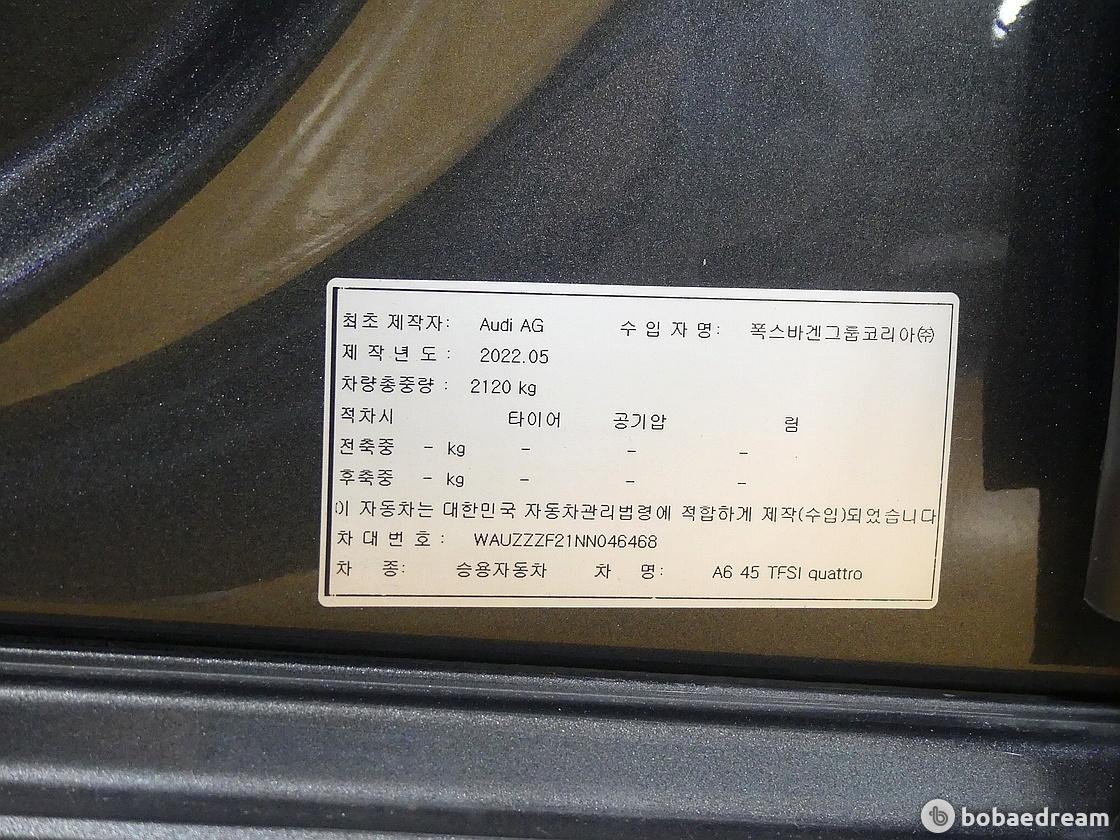 최초 제작자: Audi AG 수 입 자 명: 폭스바겐그룹코리아㈜
제 작 년 도 : 2022.05
차량총중량 : 2120 kg
적차시 타이어 공기압 림
전축중 - kg - - -
후축중 - kg - - -
이 자동차는 대한민국 자동차관리법령에 적합하게 제작(수입)되었습니다
차 대 번 호 : WAUZZZF21NN046468
차 종: 승용자동차 차 명: A6 45 TFSI quattro
bobaedream